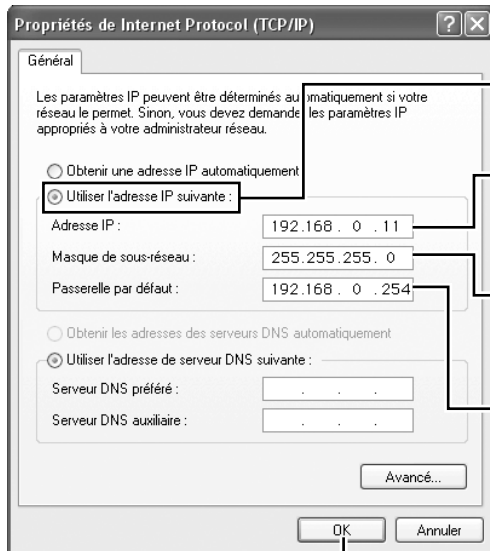 Propriétés de Internet Protocol (TCP/IP)
Général
Les paramètres IP peuvent être déterminés automatiquement si votre
réseau le permet. Sinon, vous devez demander les paramètres IP
appropriés à votre administrateur réseau.
Obtenir une adresse IP automatiquement
Utiliser l'adresse IP suivante :
Adresse IP : 192.168. 0 .11
Masque de sous-réseau : 255.255.255. 0
Passerelle par défaut : 192.168. 0 .254
Obtenir les adresses des serveurs DNS automatiquement
Utiliser l'adresse de serveur DNS suivante :
Serveur DNS préféré : . . .
Serveur DNS auxiliaire : . . .
Avancé...
OK Annuler